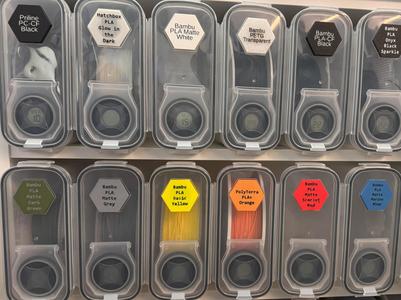 Priline
PC-CF
Black
Matchbox
PLA
Glow in
the
Dark
Bambu
PLA Matte
White
Bambu
PETG
Transparent
Bambu
PLA-CF
Black
Bambu
PLA
Onyx
Black
Sparkle
Bambu
PLA
Matte
Dark
Green
Bambu
PLA
Matte
Grey
Bambu
PLA
Basic
Yellow
PolyTerra
PLA+
Orange
Bambu
PLA
Matte
Scarlet
Red
Bambu
PLA
Matte
Marine
Blue